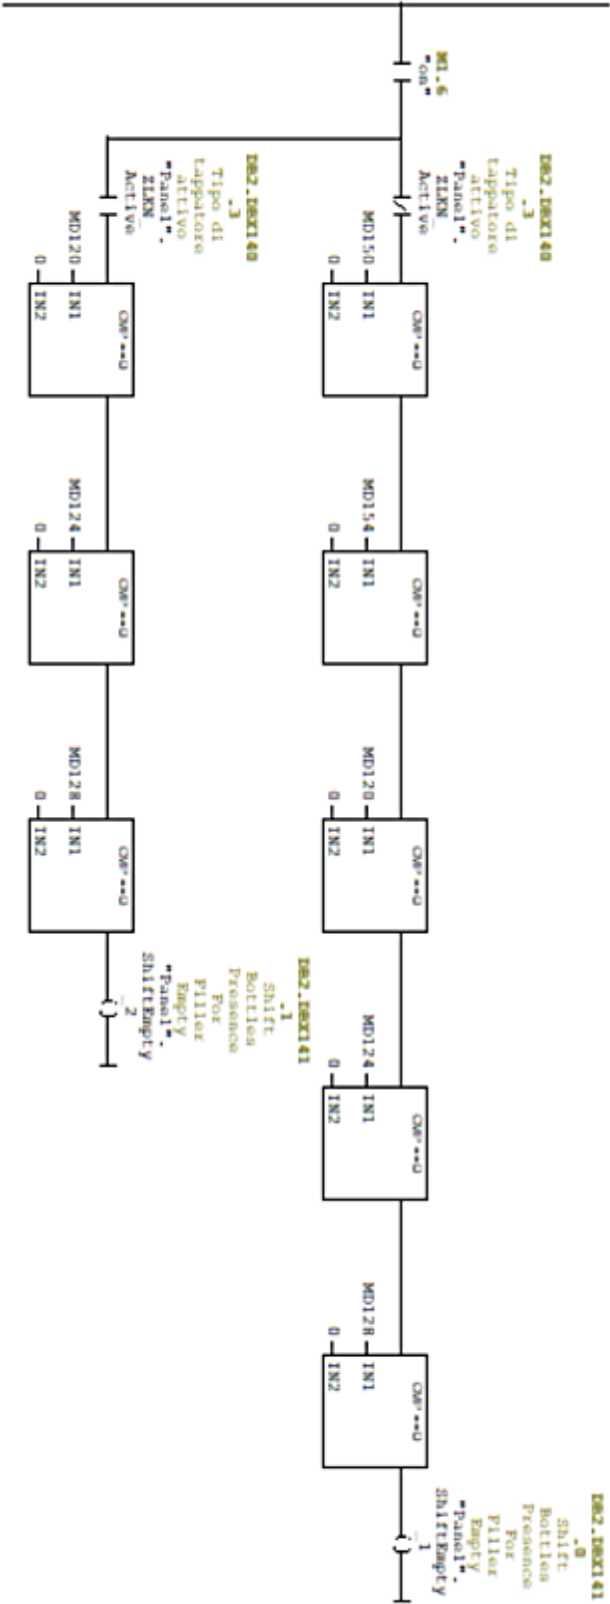 M1.6
"on"
DB2.DBX140
.3
Tipo di
tappatore
attivo
"Panel".
ZLKN_
Active
CMP ==D
MD150
IN1
0
IN2
CMP ==D
MD154
IN1
0
IN2
CMP ==D
MD120
IN1
0
IN2
CMP ==D
MD124
IN1
0
IN2
CMP ==D
MD128
IN1
0
IN2
DB2.DBX141
.0
Shift
Bottles
Presence
For
Filler
Empty
"Panel".
ShiftEmpty
_1
DB2.DBX140
.3
Tipo di
tappatore
attivo
"Panel".
ZLKN_
Active
CMP ==D
MD120
IN1
0
IN2
CMP ==D
MD124
IN1
0
IN2
CMP ==D
MD128
IN1
0
IN2
DB2.DBX141
.1
Shift
Bottles
Presence
For
Filler
Empty
"Panel".
ShiftEmpty
_2